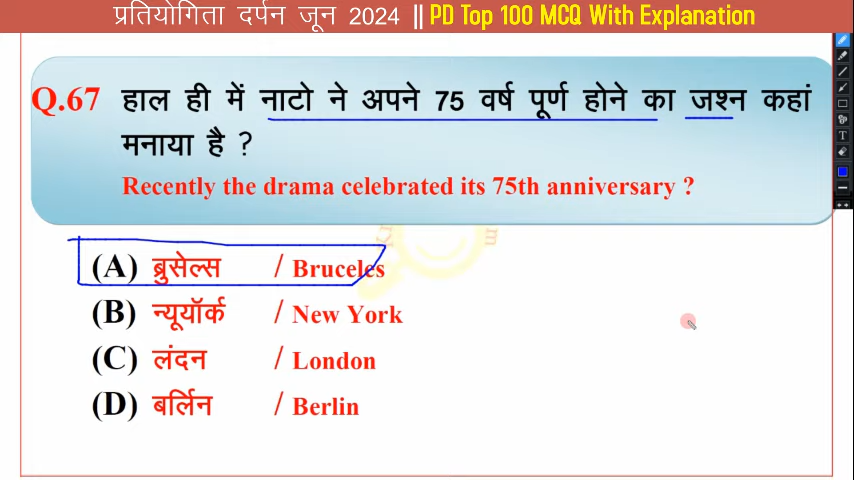 प्रतियोगिता दर्पन जून 2024 || PD Top 100 MCQ With Explanation
Q.67 हाल ही में नाटो ने अपने 75 वर्ष पूर्ण होने का जश्न कहां
मनाया है ?
Recently the drama celebrated its 75th anniversary ?
(A) ब्रुसेल्स / Bruceles
(B) न्यूयॉर्क / New York
(C) लंदन / London
(D) बर्लिन / Berlin